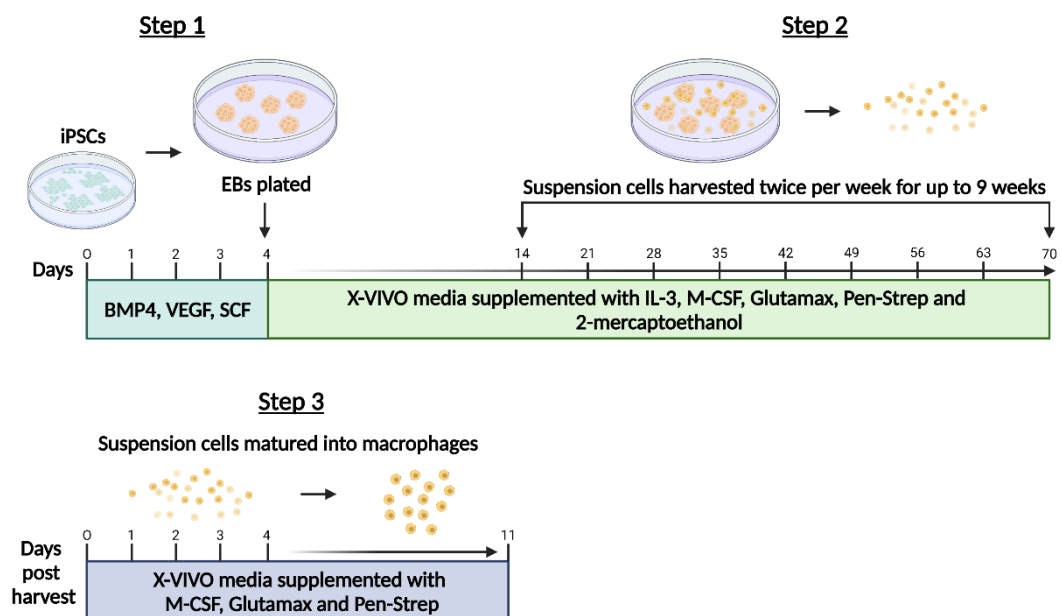 Step 1
Step 2
iPSCs
EBs plated
Suspension cells harvested twice per week for up to 9 weeks
Days
0 1 2 3 4 14 21 28 35 42 49 56 63 70
BMP4, VEGF, SCF
X-VIVO media supplemented with IL-3, M-CSF, Glutamax, Pen-Strep and
2-mercaptoethanol
Step 3
Suspension cells matured into macrophages
0 1 2 3 4 11
Days
post
harvest
X-VIVO media supplemented with
M-CSF, Glutamax and Pen-Strep